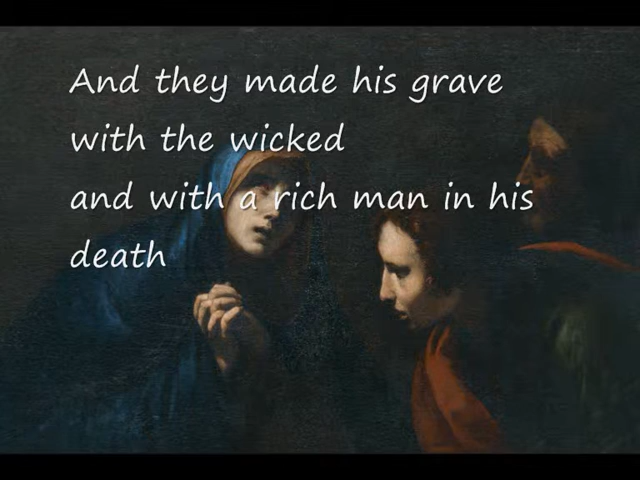 And they made his grave
with the wicked
and with a rich man in his
death